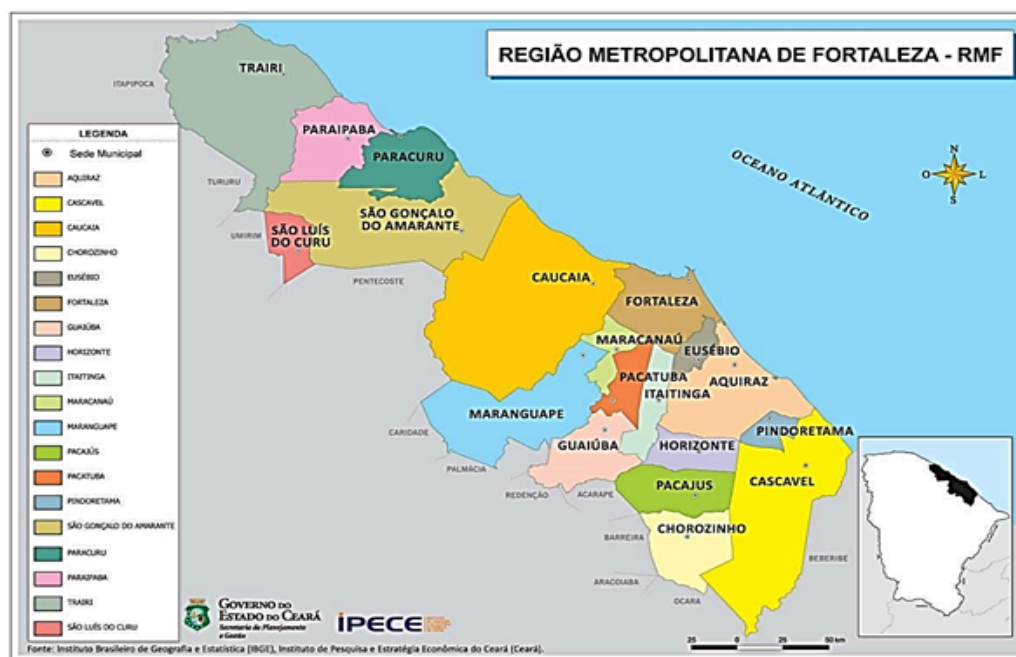 REGIÃO METROPOLITANA DE FORTALEZA - RMF
TRAIRI
ITAPIPOCA
PARAIPABA
PARACURU
OCEANO ATLÂNTICO
N
O
L
S
LEGENDA
Sede Municipal
AQUIRAZ
CASCAVEL
CAUCAIA
CHOROZINHO
EUSÉBIO
FORTALEZA
GUAIÚBA
HORIZONTE
ITAITINGA
MARACANAÚ
MARANGUAPE
PACAJÚS
PACATUBA
PINDORETAMA
SÃO GONÇALO DO AMARANTE
PARACURU
PARAIPABA
TRAIRI
SÃO LUÍS DO CURU
TURURU
UMIRIM
SÃO LUÍS
DO CURU
SÃO GONÇALO
DO AMARANTE
PENTECOSTE
CAUCAIA
FORTALEZA
MARACANAÚ
EUSÉBIO
PACATUBA
AQUIRAZ
ITAITINGA
MARANGUAPE
CARIDADE
PALMÁCIA
GUAIÚBA
HORIZONTE
PINDORETAMA
REDENÇÃO
ACARAPE
PACAJUS
CASCAVEL
BARREIRA
CHOROZINHO
ARACOIABA
OCARA
BEBERIBE
GOVERNO DO
ESTADO DO CEARÁ
Secretaria do Planejamento
e Gestão
IPECE
25 0 50 km
Fonte: Instituto Brasileiro de Geografia e Estatística (IBGE), Instituto de Pesquisa e Estratégia Econômica do Ceará (Ceará).